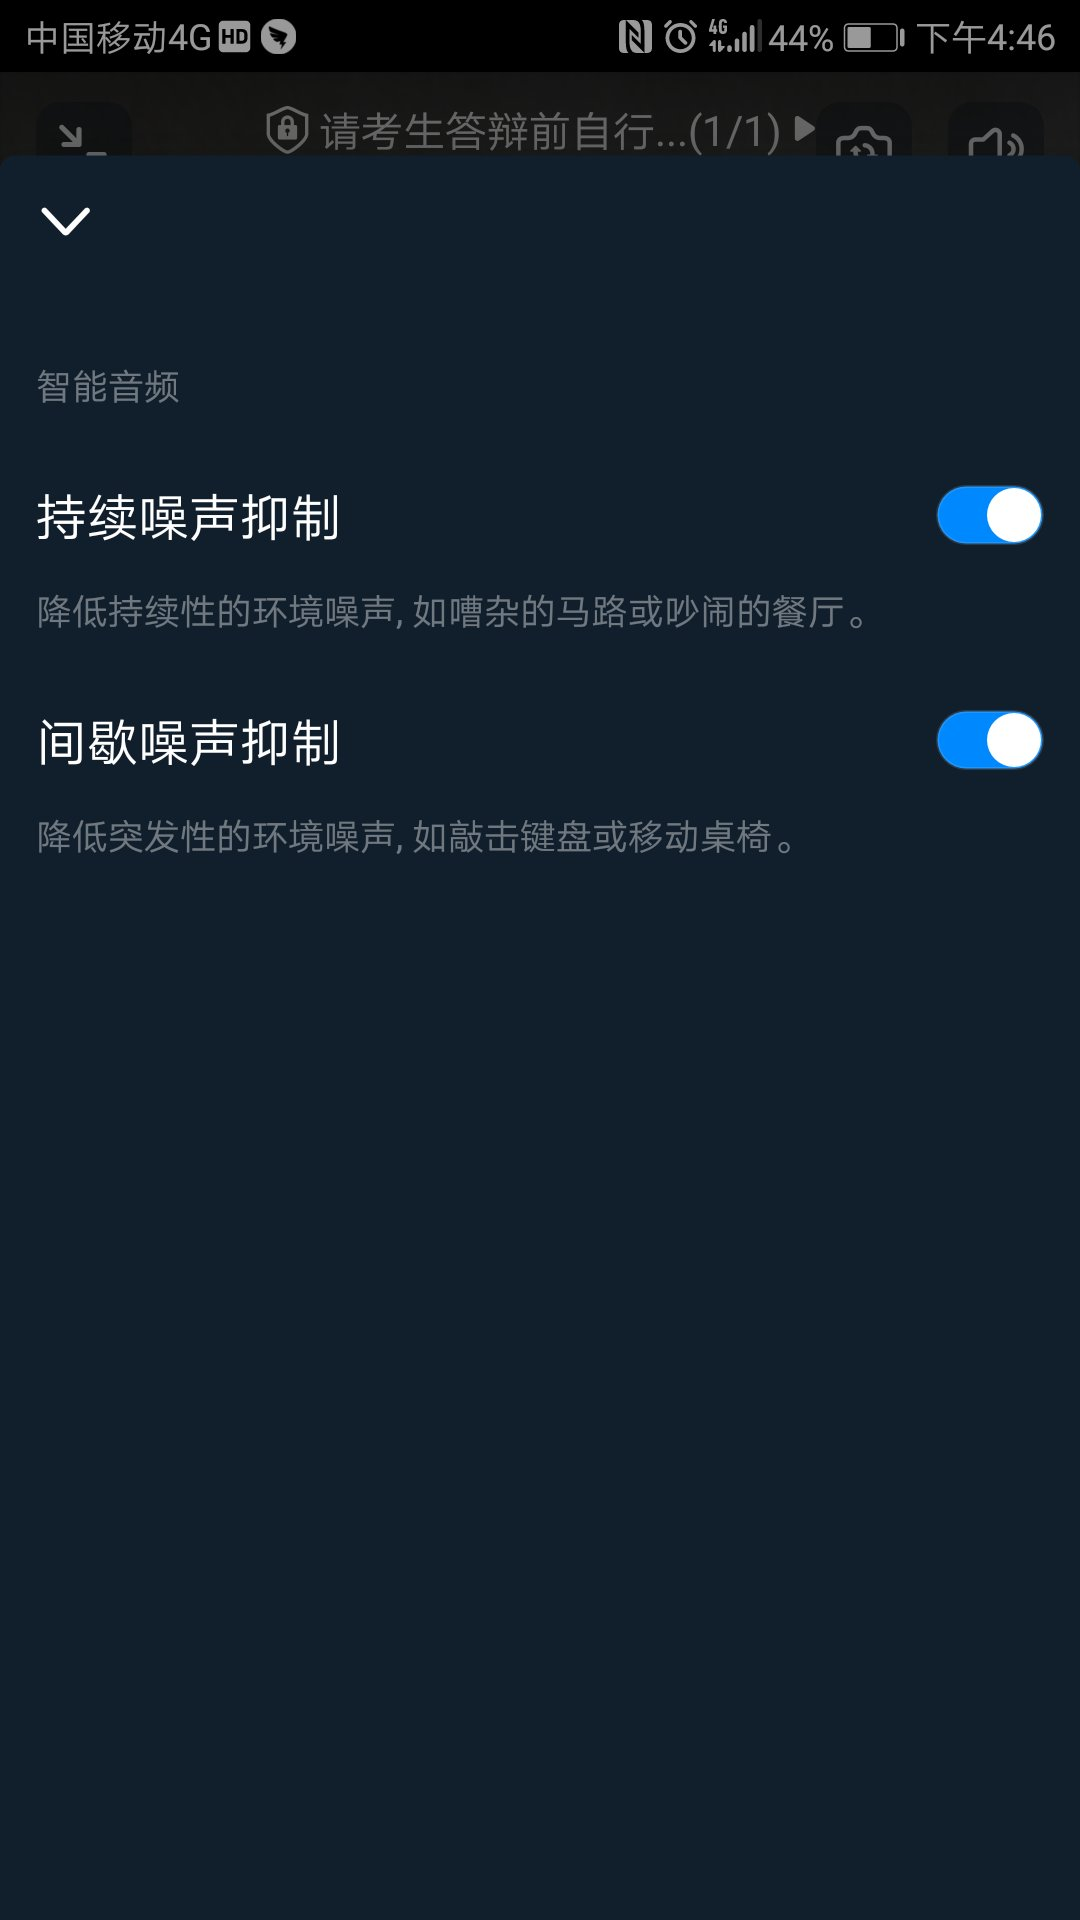 中国移动4G HD 4G 44% 下午4:46
请考生答辩前自行...(1/1)
智能音频
持续噪声抑制
降低持续性的环境噪声,如嘈杂的马路或吵闹的餐厅。
间歇噪声抑制
降低突发性的环境噪声,如敲击键盘或移动桌椅。